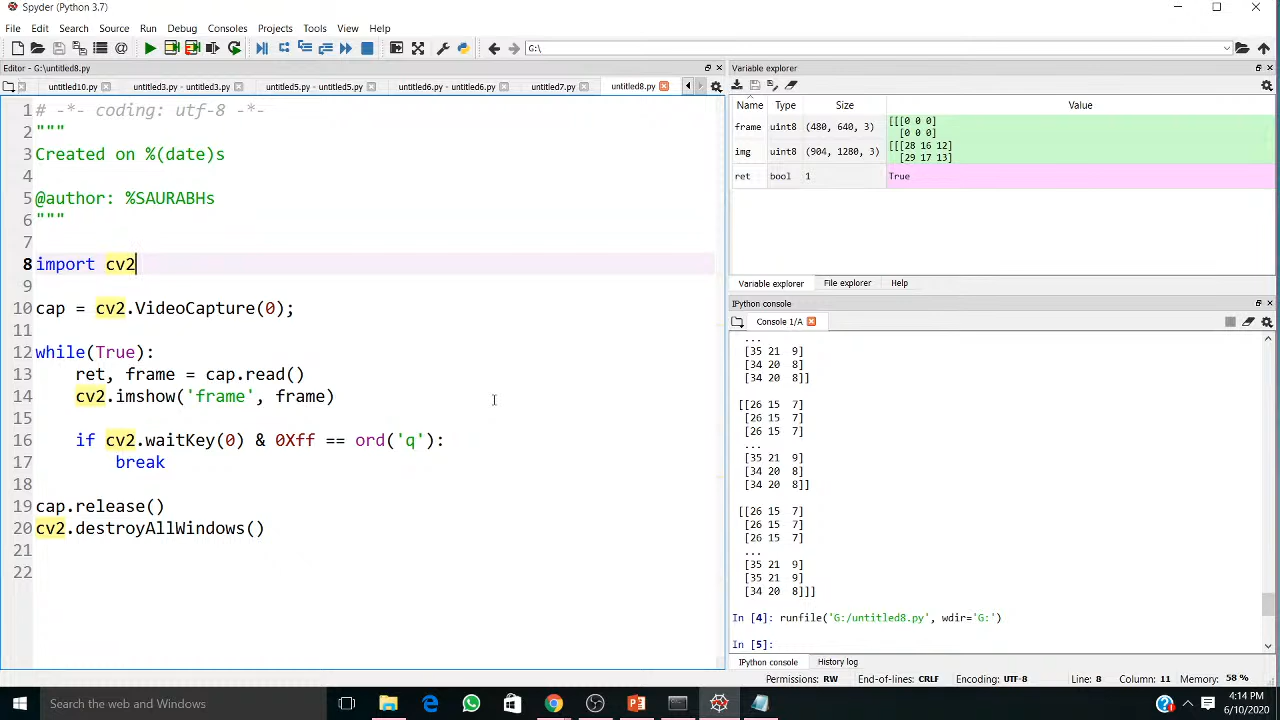 Spyder (Python 3.7)
File Edit Search Source Run Debug Consoles Projects Tools View Help
G:\
Editor - G:\untitled8.py
untitled10.py untitled3.py - untitled3.py untitled5.py - untitled5.py untitled6.py - untitled6.py untitled7.py untitled8.py
1 # -*- coding: utf-8 -*-
2 """
3 Created on %(date)s
4
5 @author: %SAURABHs
6 """
7
8 import cv2
9
10 cap = cv2.VideoCapture(0);
11
12 while(True):
13 ret, frame = cap.read()
14 cv2.imshow('frame', frame)
15
16 if cv2.waitKey(0) & 0Xff == ord('q'):
17 break
18
19 cap.release()
20 cv2.destroyAllWindows()
21
22
Variable explorer
Name Type Size Value
frame uint8 (480, 640, 3) [[[0 0 0]
[0 0 0]
img uint8 (904, 1280, 3) [[[28 16 12]
[29 17 13]
ret bool 1 True
Variable explorer File explorer Help
IPython console
Console 1/A
...
[35 21 9]
[34 20 8]
[34 20 8]]
[[26 15 7]
[26 15 7]
[26 15 7]
...
[35 21 9]
[34 20 8]
[34 20 8]]
[[26 15 7]
[26 15 7]
[26 15 7]
...
[35 21 9]
[35 21 9]
[34 20 8]]]
In [4]: runfile('G:/untitled8.py', wdir='G:')
In [5]:
IPython console History log
Permissions: RW End-of-lines: CRLF Encoding: UTF-8 Line: 8 Column: 11 Memory: 58 %
Search the web and Windows
4:14 PM
6/10/2020